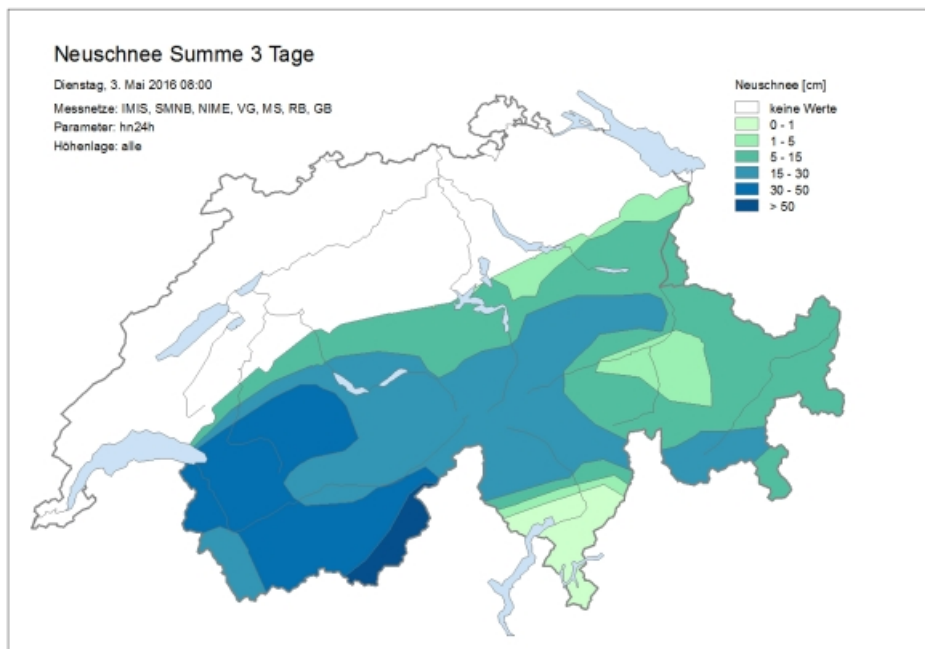 Neuschnee Summe 3 Tage
Dienstag, 3. Mai 2016 08:00
Messnetze: IMIS, SMNB, NIME, VG, MS, RB, GB
Parameter: hn24h
Höhenlage: alle
Neuschnee [cm]
keine Werte
0 - 1
1 - 5
5 - 15
15 - 30
30 - 50
> 50